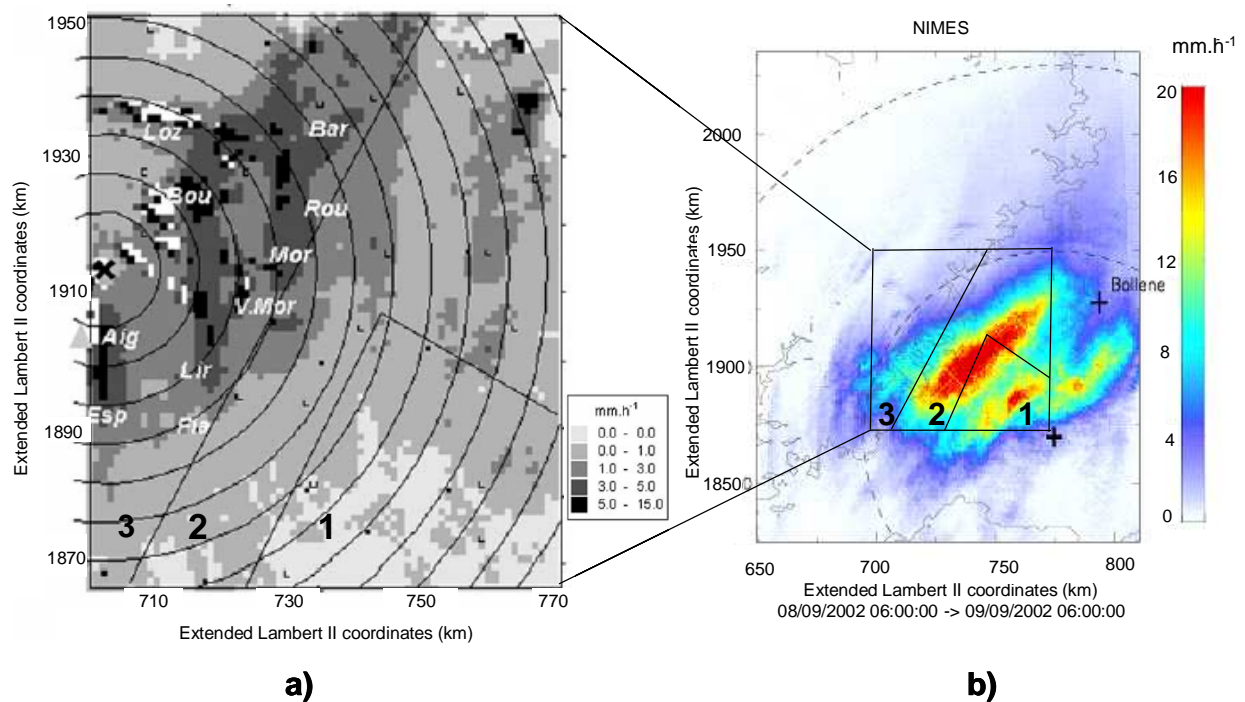 1950
1930
1910
1890
1870
Extended Lambert II coordinates (km)
Loz
Bar
Bou
Rou
Mor
V.Mor
Aig
Lir
Esp
3
2
1
710
730
750
770
Extended Lambert II coordinates (km)
mm.h-1
0.0 - 0.0
0.0 - 1.0
1.0 - 3.0
3.0 - 5.0
5.0 - 15.0
a)
NIMES
mm.h-1
20
16
12
8
4
0
2000
1950
1900
1850
Extended Lambert II coordinates (km)
Bollene
3
2
1
650
700
750
800
Extended Lambert II coordinates (km)
08/09/2002 06:00:00 -> 09/09/2002 06:00:00
b)